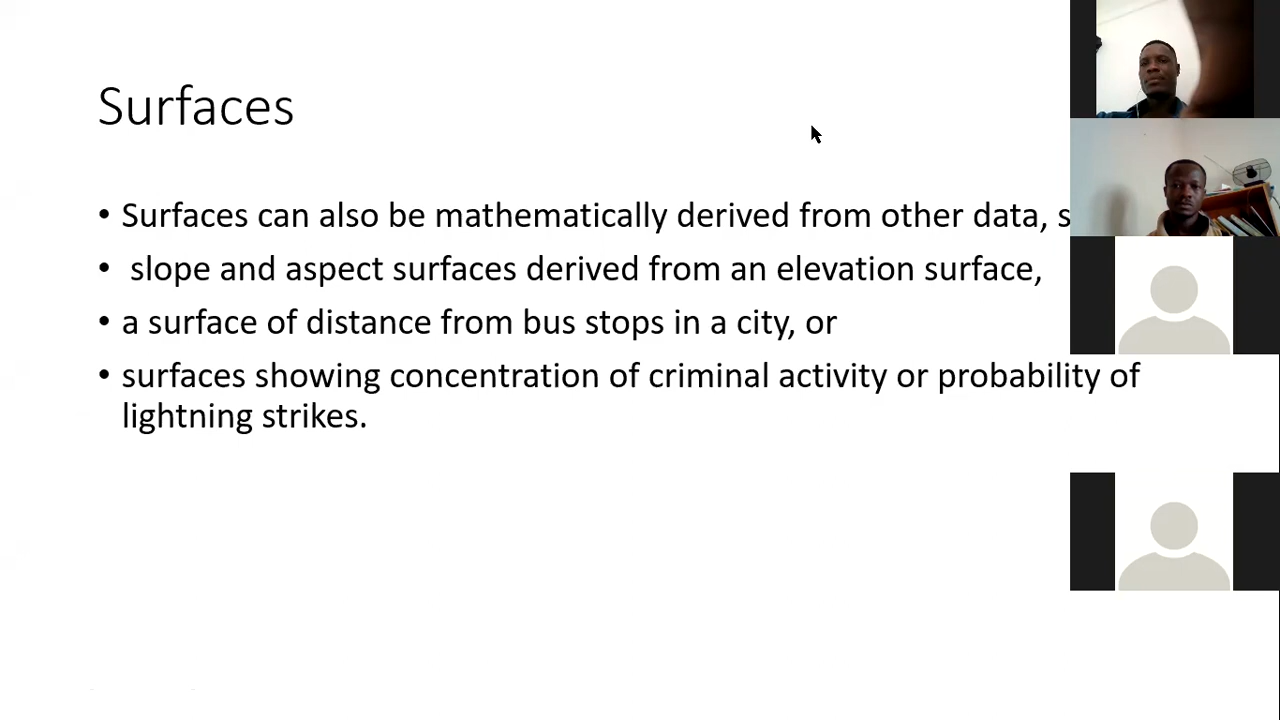 Surfaces
• Surfaces can also be mathematically derived from other data,
• slope and aspect surfaces derived from an elevation surface,
• a surface of distance from bus stops in a city, or
• surfaces showing concentration of criminal activity or probability of
lightning strikes.